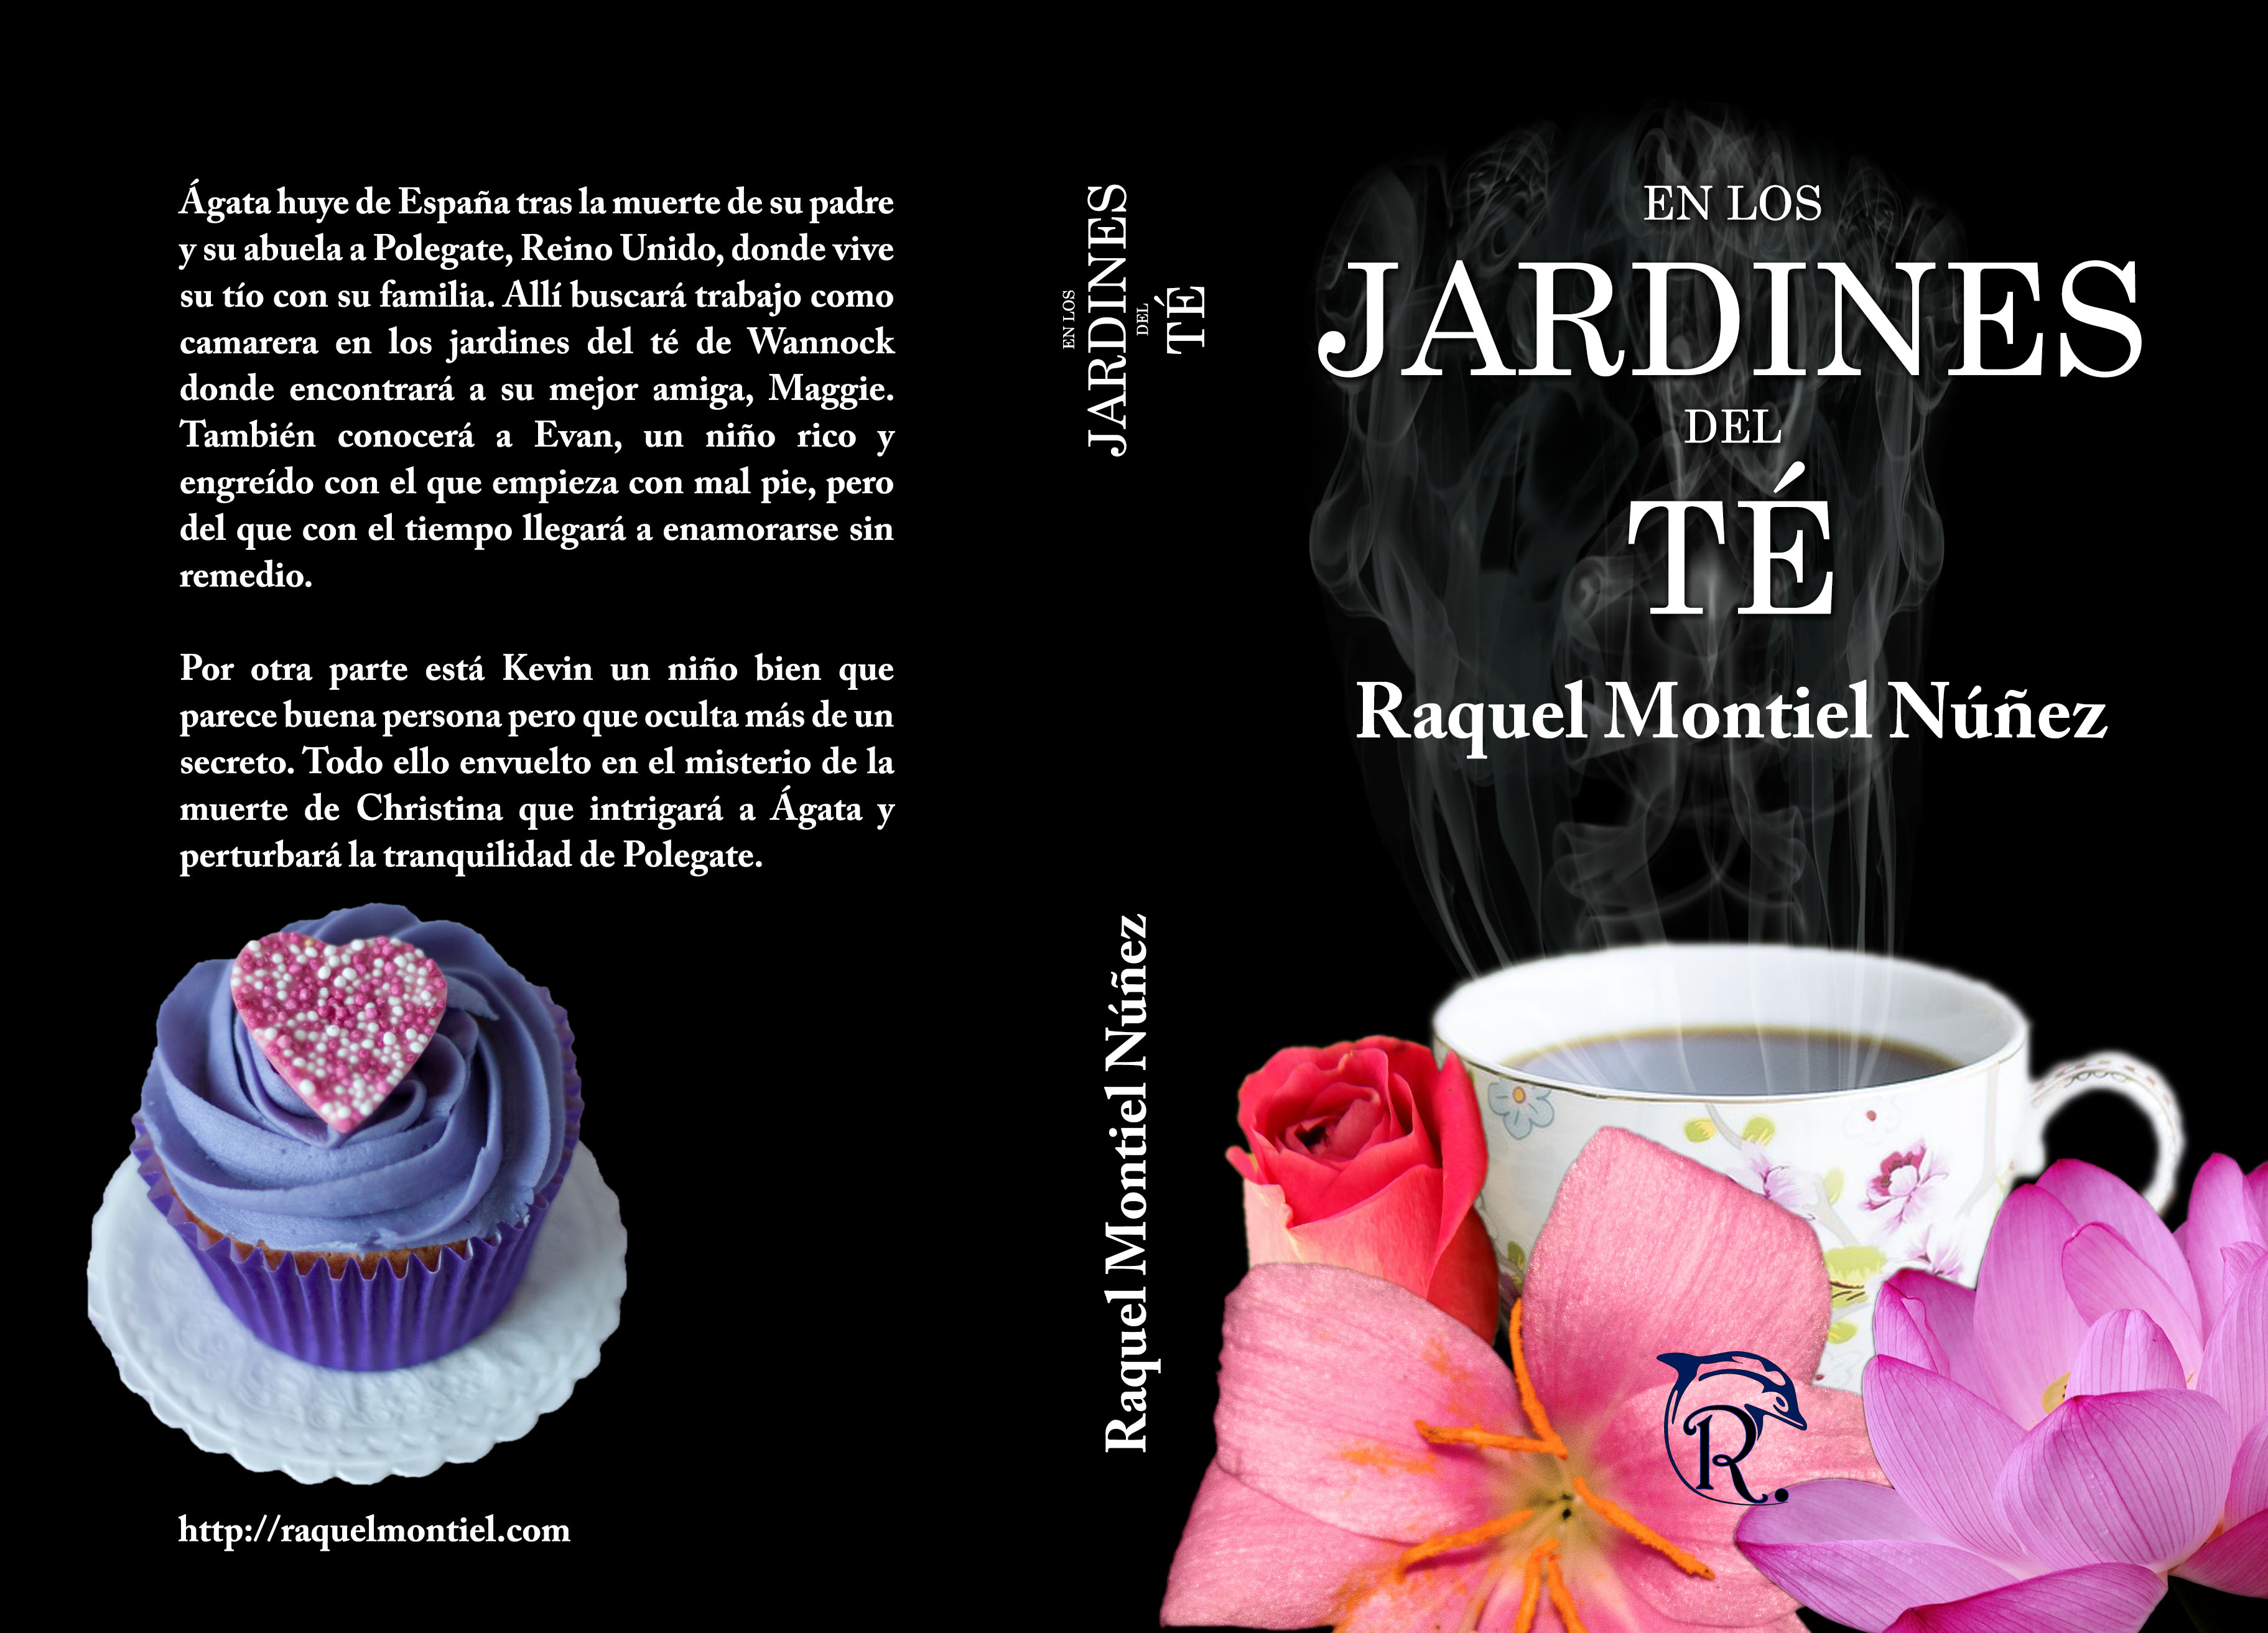 Ágata huye de España tras la muerte de su padre
y su abuela a Polegate, Reino Unido, donde vive
su tío con su familia. Allí buscará trabajo como
camarera en los jardines del té de Wannock
donde encontrará a su mejor amiga, Maggie.
También conocerá a Evan, un niño rico y
engreído con el que empieza con mal pie, pero
del que con el tiempo llegará a enamorarse sin
remedio.
Por otra parte está Kevin un niño bien que
parece buena persona pero que oculta más de un
secreto. Todo ello envuelto en el misterio de la
muerte de Christina que intrigará a Ágata y
perturbará la tranquilidad de Polegate.
http://raquelmontiel.com
EN LOS
JARDINES
DEL
TÉ
Raquel Montiel Núñez
EN LOS
JARDINES
DEL
TÉ
Raquel Montiel Núñez
R.